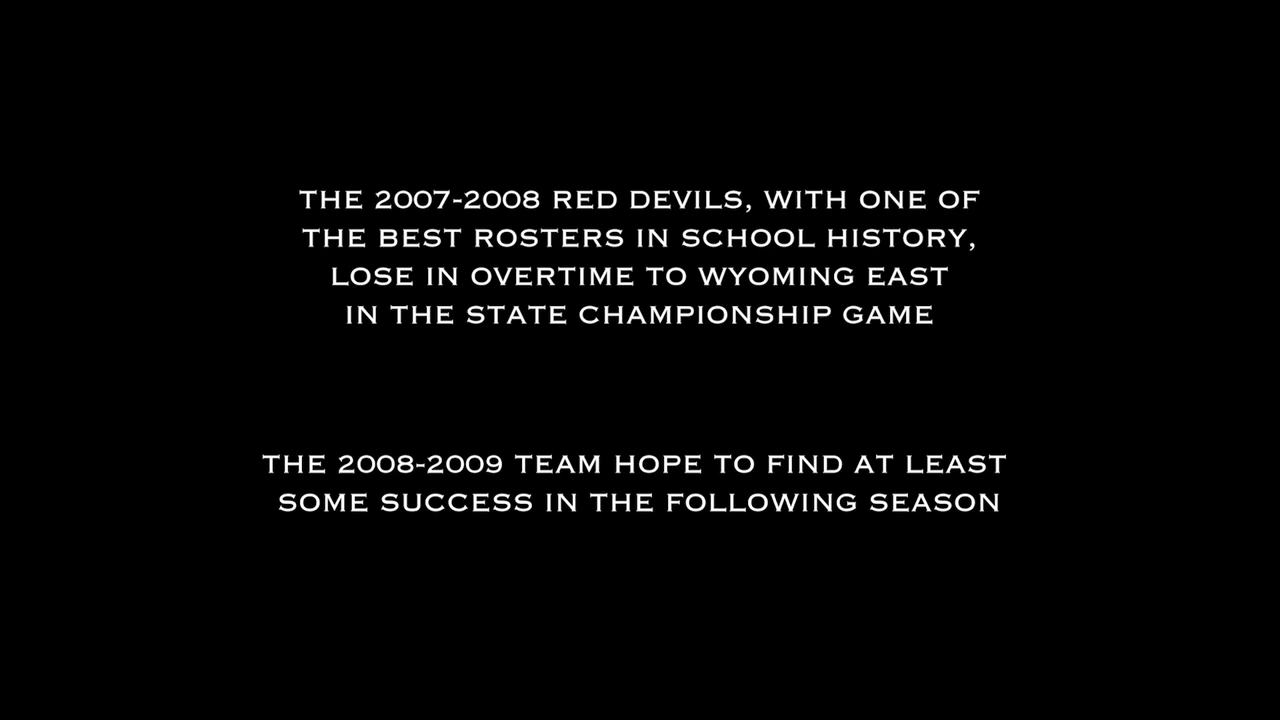 THE 2007-2008 RED DEVILS, WITH ONE OF
THE BEST ROSTERS IN SCHOOL HISTORY,
LOSE IN OVERTIME TO WYOMING EAST
IN THE STATE CHAMPIONSHIP GAME
THE 2008-2009 TEAM HOPE TO FIND AT LEAST
SOME SUCCESS IN THE FOLLOWING SEASON